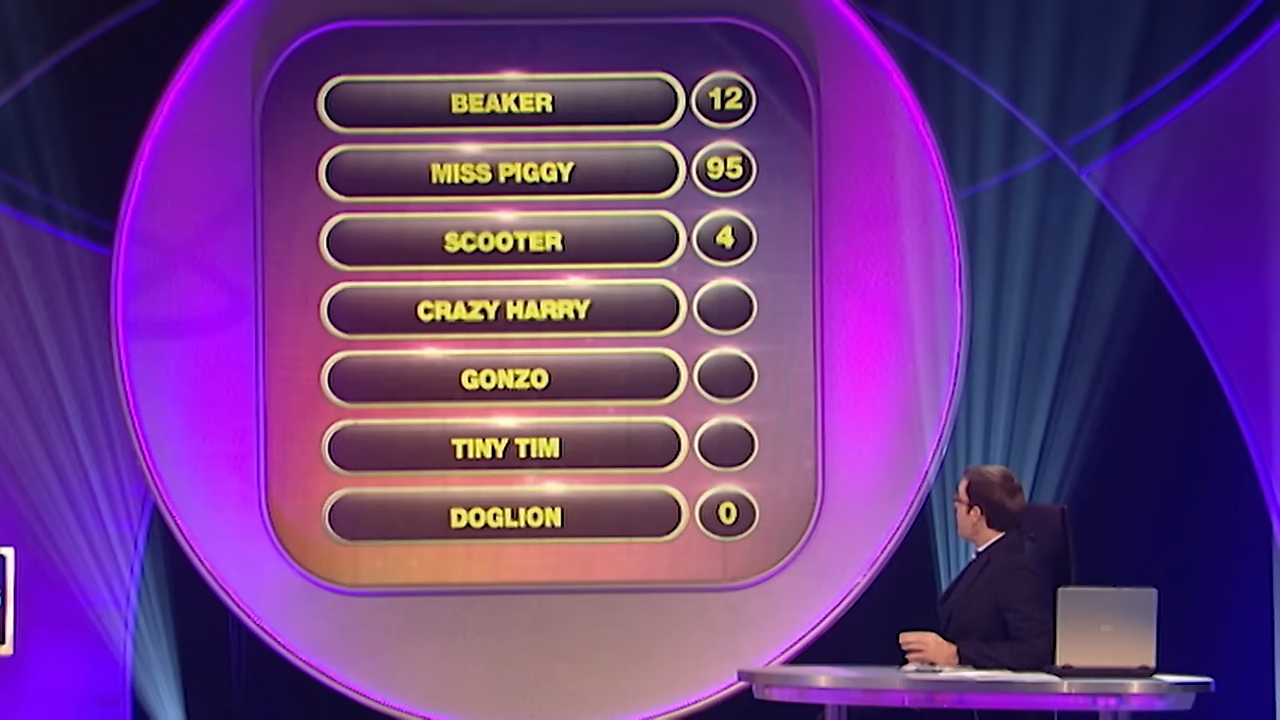 BEAKER 12
MISS PIGGY 95
SCOOTER 4
CRAZY HARRY
GONZO
TINY TIM
DOGLION 0